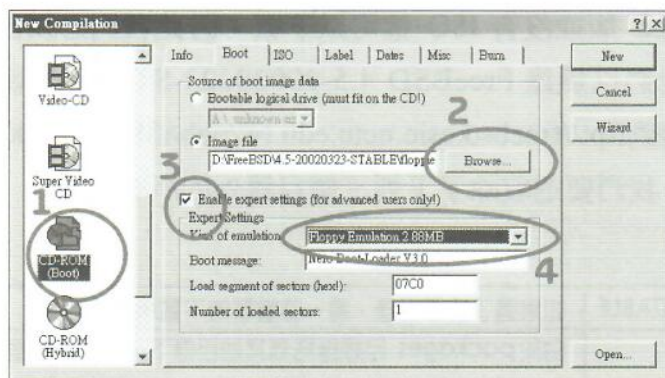 New Compilation
Video-CD
Super Video
CD
CD-ROM
(Boot)
CD-ROM
(Hybrid)
Info Boot ISO Label Dates Misc Burn
Source of boot image data
Bootable logical drive (must fit on the CD!)
A:\ unknown
Image file
D:\FreeBSD\4.5-20020323-STABLE\floppie
Browse...
Enable expert settings (for advanced users only!)
Expert Settings
Kind of emulation:
Floppy Emulation 2.88MB
Boot message:
Nero-Boot-Loader V3.0
Load segment of sectors (hex!):
07C0
Number of loaded sectors:
1
New
Cancel
Wizard
Open...
1
2
3
4